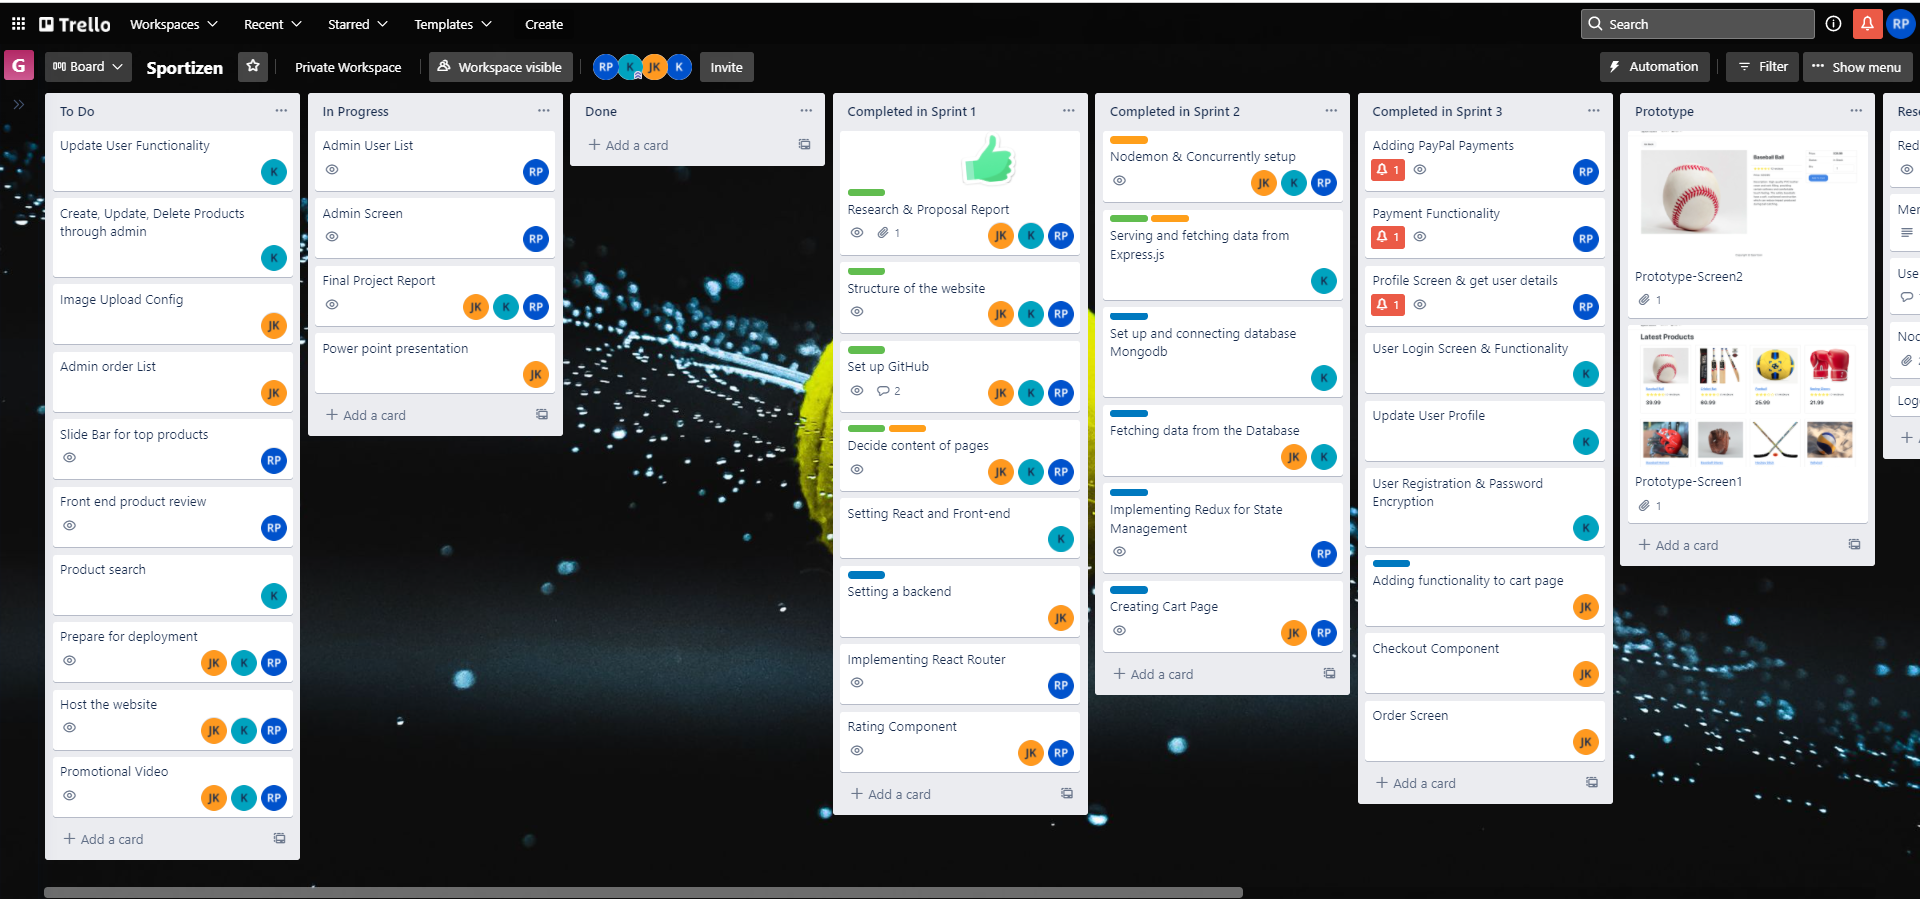 Trello
Workspaces
Recent
Starred
Templates
Create
Search
RP
G
Board
Sportizen
Private Workspace
Workspace visible
RP
K
JK
K
Invite
Automation
Filter
Show menu
To Do
Update User Functionality
K
Create, Update, Delete Products
through admin
K
Image Upload Config
JK
Admin order List
JK
Slide Bar for top products
RP
Front end product review
RP
Product search
K
Prepare for deployment
JK K RP
Host the website
JK K RP
Promotional Video
JK K RP
+ Add a card
In Progress
Admin User List
RP
Admin Screen
RP
Final Project Report
JK K RP
Power point presentation
JK
+ Add a card
Done
+ Add a card
Completed in Sprint 1
Research & Proposal Report
1
JK K RP
Structure of the website
JK K RP
Set up GitHub
2
JK K RP
Decide content of pages
JK K RP
Setting React and Front-end
K
Setting a backend
JK
Implementing React Router
RP
Rating Component
JK RP
+ Add a card
Completed in Sprint 2
Nodemon & Concurrently setup
JK K RP
Serving and fetching data from
Express.js
K
Set up and connecting database
Mongodb
K
Fetching data from the Database
JK K
Implementing Redux for State
Management
RP
Creating Cart Page
JK RP
+ Add a card
Completed in Sprint 3
Adding PayPal Payments
1
RP
Payment Functionality
1
RP
Profile Screen & get user details
1
RP
User Login Screen & Functionality
K
Update User Profile
K
User Registration & Password
Encryption
K
Adding functionality to cart page
JK
Checkout Component
JK
Order Screen
JK
+ Add a card
Prototype
Baseball Ball
Prototype-Screen2
1
Latest Products
39.99
60.99
25.99
21.99
Prototype-Screen1
1
+ Add a card
Rese
Red
Mer
Use
Noc
Logo
+